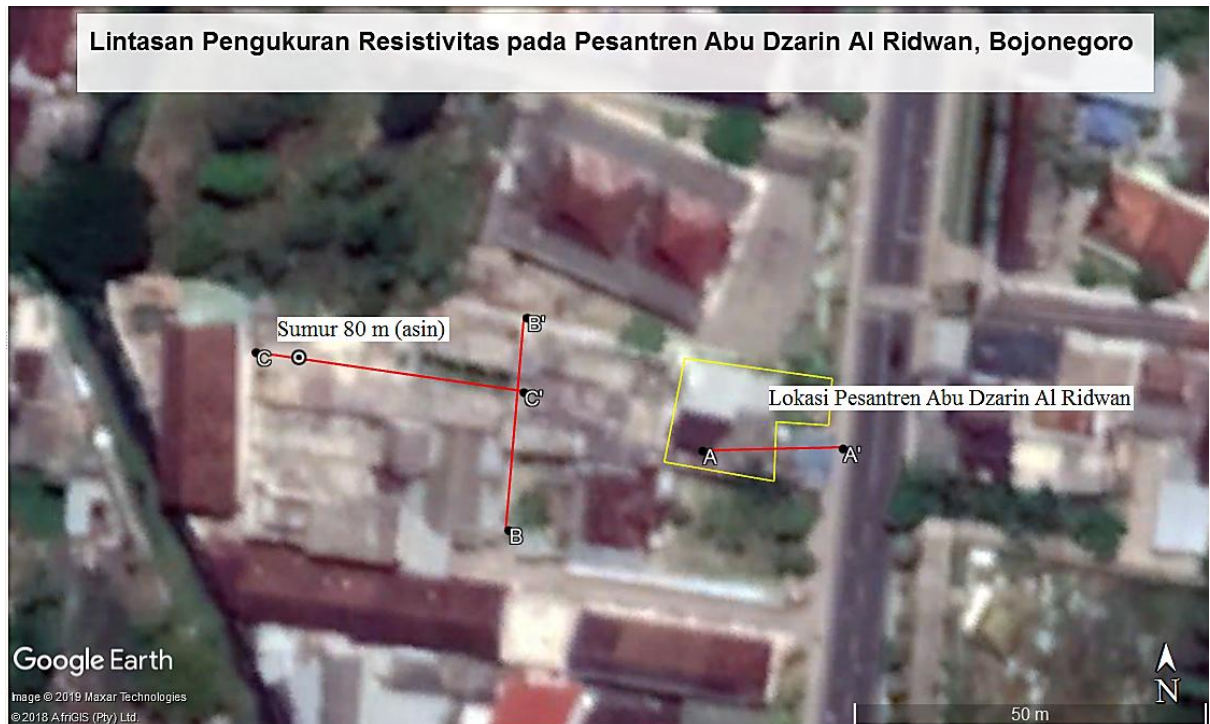 Lintasan Pengukuran Resistivitas pada Pesantren Abu Dzarin Al Ridwan, Bojonegoro
B'
Sumur 80 m (asin)
C
C'
Lokasi Pesantren Abu Dzarin Al Ridwan
A
A'
B
Google Earth
Image © 2019 Maxar Technologies
© 2018 AfriGIS (Pty) Ltd.
N
50 m